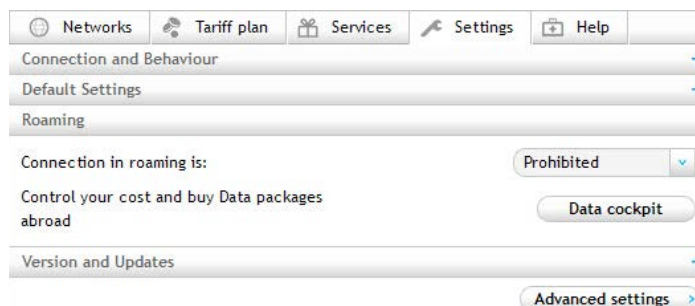 Networks Tariff plan Services Settings Help
Connection and Behaviour
Default Settings
Roaming
Connection in roaming is: Prohibited
Control your cost and buy Data packages
abroad
Data cockpit
Version and Updates
Advanced settings